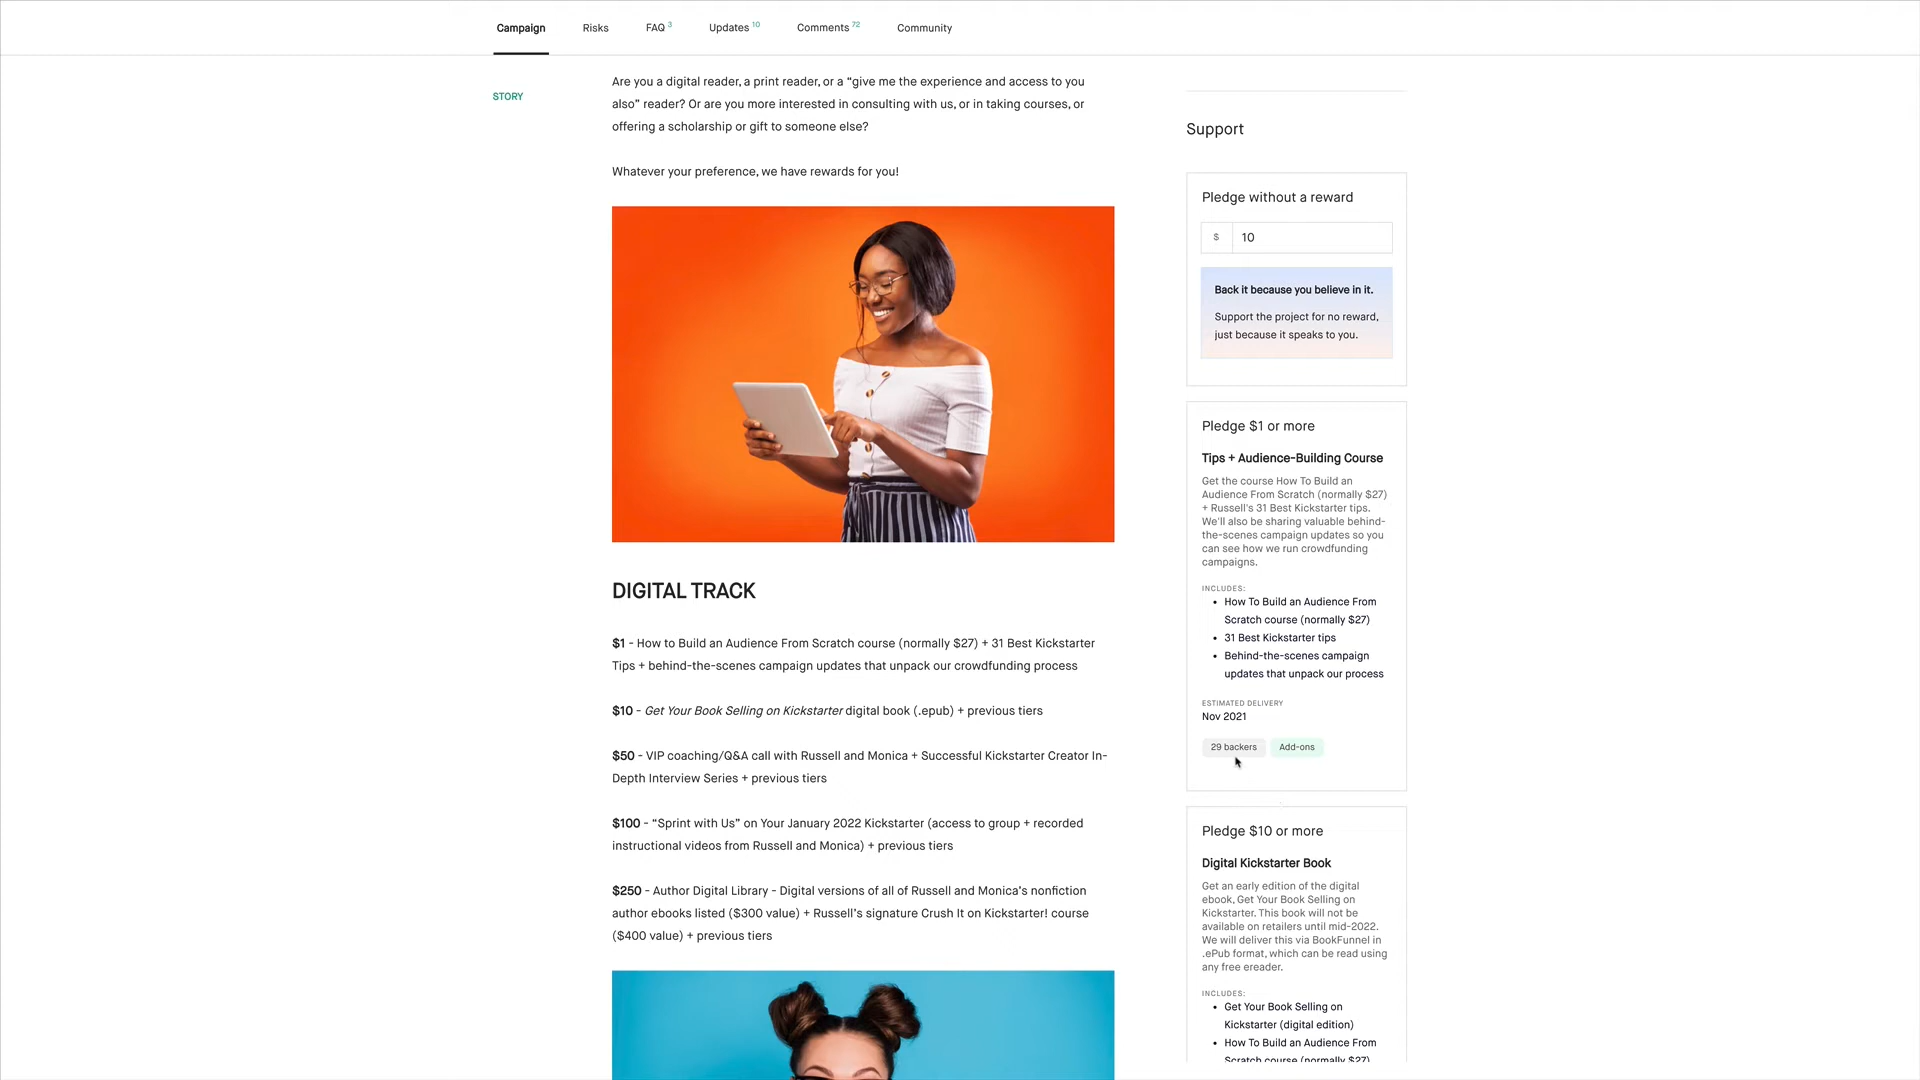 Campaign
Risks
FAQ 3
Updates 10
Comments 72
Community
STORY
Are you a digital reader, a print reader, or a “give me the experience and access to you
also” reader? Or are you more interested in consulting with us, or in taking courses, or
offering a scholarship or gift to someone else?
Whatever your preference, we have rewards for you!
DIGITAL TRACK
$1 - How to Build an Audience From Scratch course (normally $27) + 31 Best Kickstarter
Tips + behind-the-scenes campaign updates that unpack our crowdfunding process
$10 - Get Your Book Selling on Kickstarter digital book (.epub) + previous tiers
$50 - VIP coaching/Q&A call with Russell and Monica + Successful Kickstarter Creator In-
Depth Interview Series + previous tiers
$100 - “Sprint with Us” on Your January 2022 Kickstarter (access to group + recorded
instructional videos from Russell and Monica) + previous tiers
$250 - Author Digital Library - Digital versions of all of Russell and Monica’s nonfiction
author ebooks listed ($300 value) + Russell’s signature Crush It on Kickstarter! course
($400 value) + previous tiers
Support
Pledge without a reward
$ 10
Back it because you believe in it.
Support the project for no reward,
just because it speaks to you.
Pledge $1 or more
Tips + Audience-Building Course
Get the course How To Build an
Audience From Scratch (normally $27)
+ Russell's 31 Best Kickstarter tips.
We'll also be sharing valuable behind-
the-scenes campaign updates so you
can see how we run crowdfunding
campaigns.
INCLUDES:
• How To Build an Audience From
Scratch course (normally $27)
• 31 Best Kickstarter tips
• Behind-the-scenes campaign
updates that unpack our process
ESTIMATED DELIVERY
Nov 2021
29 backers
Add-ons
Pledge $10 or more
Digital Kickstarter Book
Get an early edition of the digital
ebook, Get Your Book Selling on
Kickstarter. This book will not be
available on retailers until mid-2022.
We will deliver this via BookFunnel in
.ePub format, which can be read using
any free ereader.
INCLUDES:
• Get Your Book Selling on
Kickstarter (digital edition)
• How To Build an Audience From
Scratch course (normally $27)